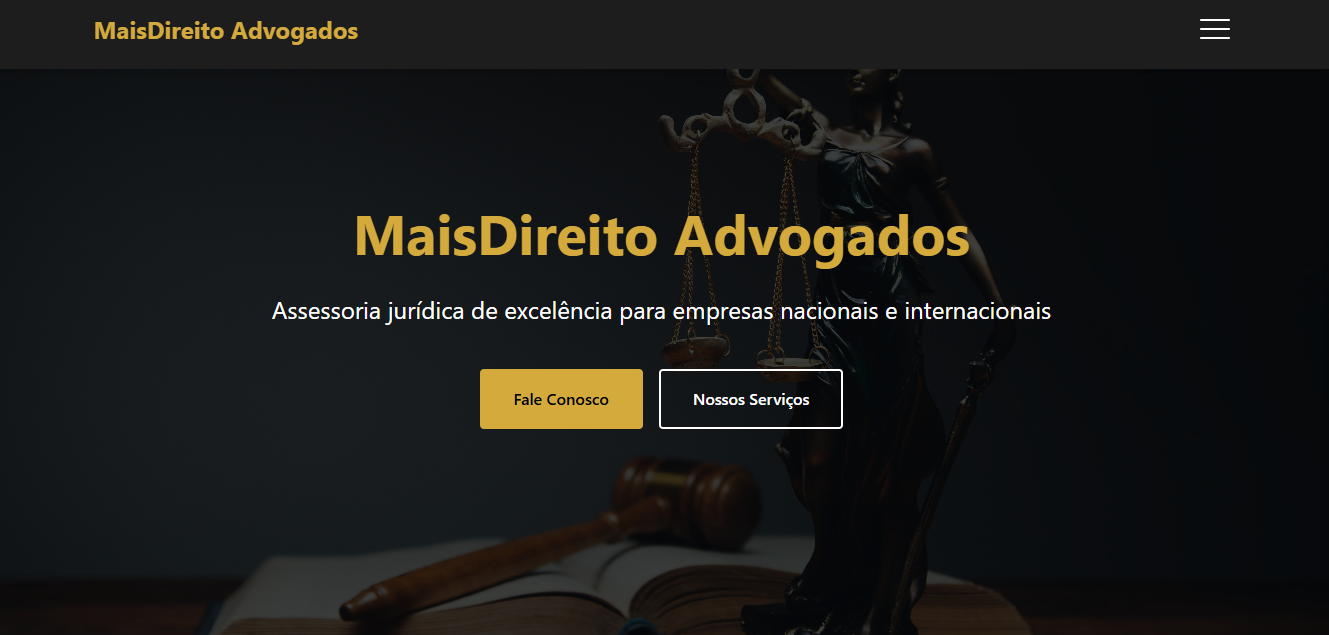 MaisDireito Advogados
MaisDireito Advogados
Assessoria jurídica de excelência para empresas nacionais e internacionais
Fale Conosco
Nossos Serviços